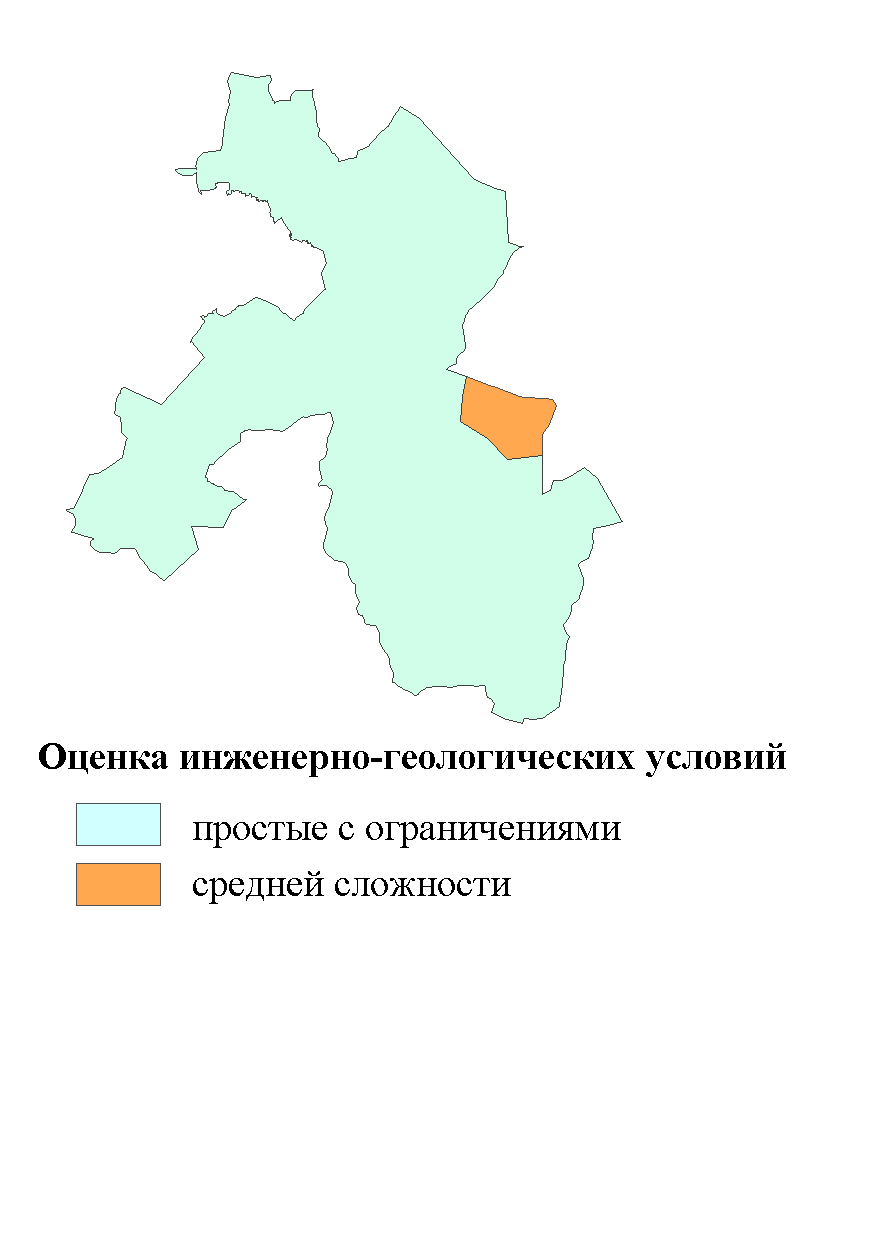 Оценка инженерно-геологических условий
простые с ограничениями
средней сложности